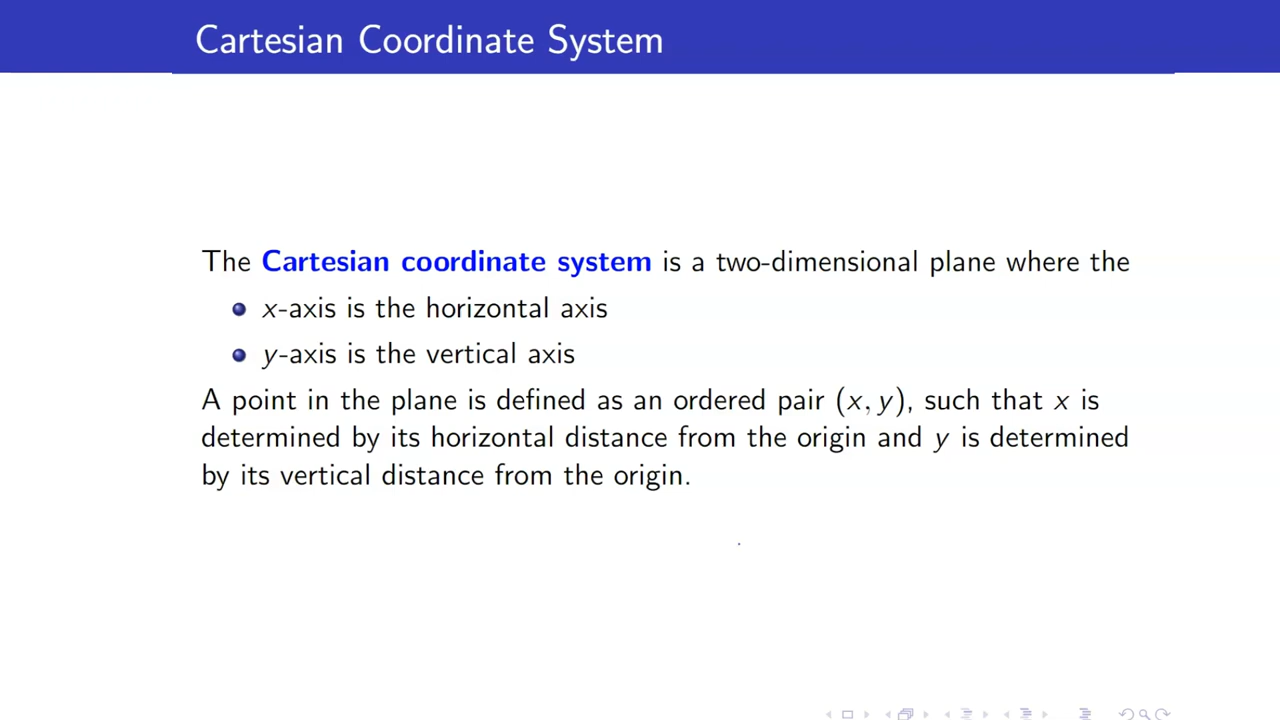 Cartesian Coordinate System
The Cartesian coordinate system is a two-dimensional plane where the
x-axis is the horizontal axis
y-axis is the vertical axis
A point in the plane is defined as an ordered pair (x, y), such that x is
determined by its horizontal distance from the origin and y is determined
by its vertical distance from the origin.